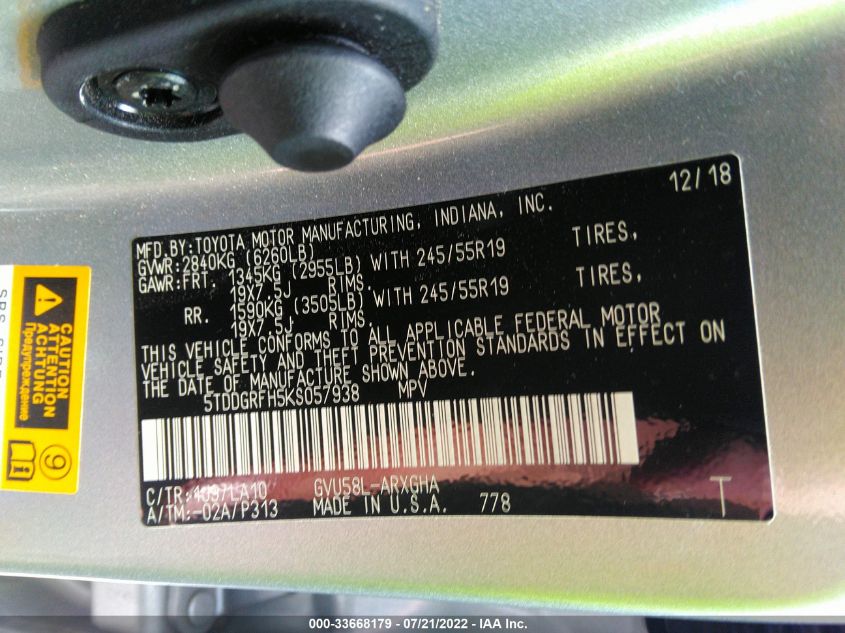 12/18
MFD.BY:TOYOTA MOTOR MANUFACTURING, INDIANA, INC.
GVWR:2840KG (6260LB)
GAWR:FRT. 1345KG (2955LB) WITH 245/55R19 TIRES,
19X7.5J RIMS.
RR. 1590KG (3505LB) WITH 245/55R19 TIRES,
19X7.5J RIMS.
THIS VEHICLE CONFORMS TO ALL APPLICABLE FEDERAL MOTOR
VEHICLE SAFETY AND THEFT PREVENTION STANDARDS IN EFFECT ON
THE DATE OF MANUFACTURE SHOWN ABOVE.
5TDDGRFH5KS057938 MPV
C/TR:4U97LA10 GVU58L-ARXGHA
A/TM:-02A/P313 MADE IN U.S.A. 778 T
CAUTION
ATTENTION
ACHTUNG
Предупреждение
9
000-33668179 - 07/21/2022 - IAA Inc.